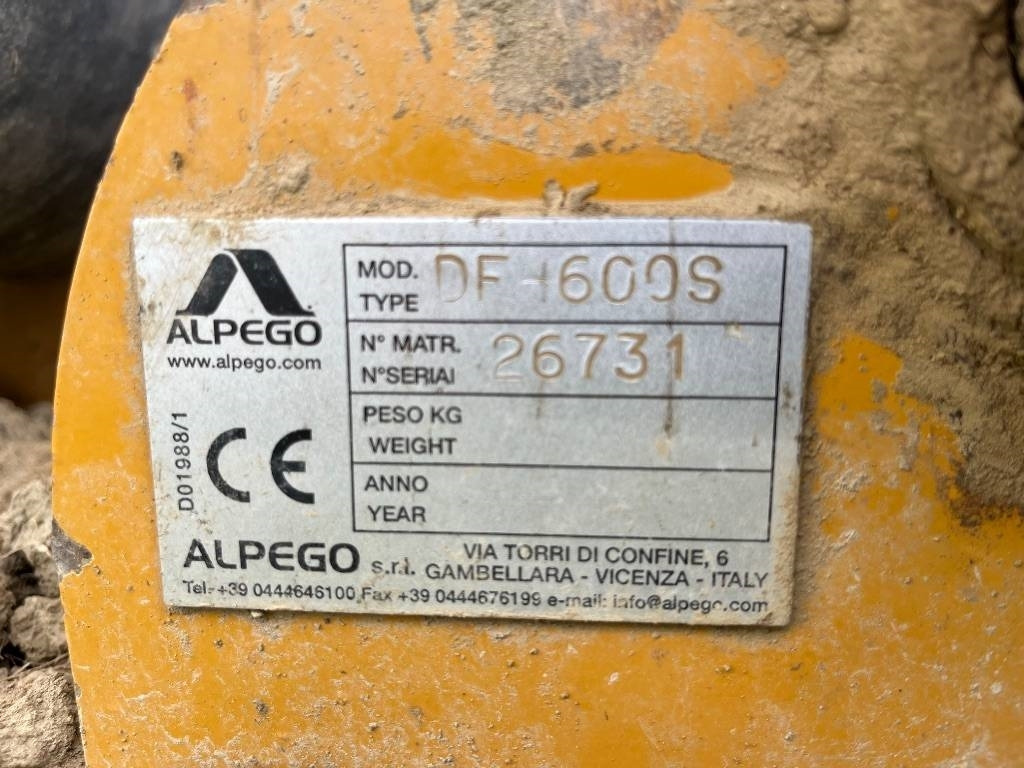 ALPEGO
www.alpego.com
D01988/1
CE
MOD. DF-600S
TYPE
N° MATR. 26731
N°SERIAl
PESO KG
WEIGHT
ANNO
YEAR
ALPEGO s.r.l. VIA TORRI DI CONFINE, 6
GAMBELLARA - VICENZA - ITALY
Tel. +39 0444646100 Fax +39 0444676199 e-mail: info@alpego.com